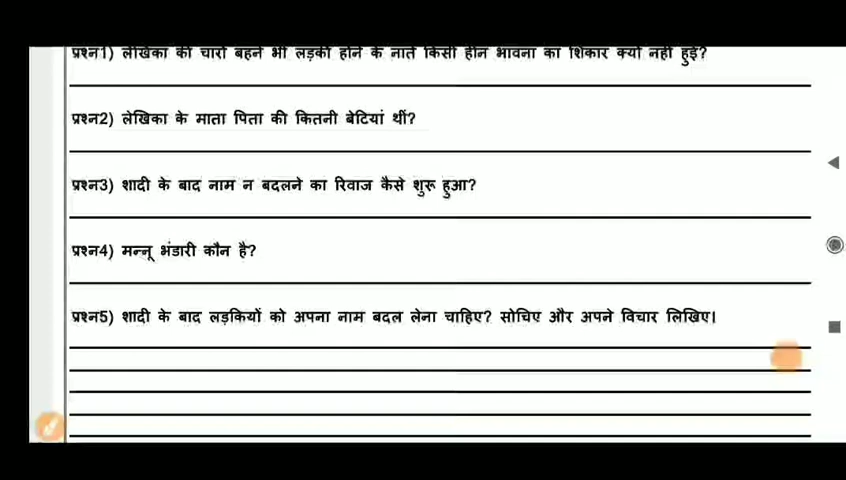 प्रश्न1) लेखिका की चारों बहनें भी लड़की होने के नाते किसी हीन भावना का शिकार क्यों नहीं हुईं?
प्रश्न2) लेखिका के माता पिता की कितनी बेटियां थीं?
प्रश्न3) शादी के बाद नाम न बदलने का रिवाज कैसे शुरू हुआ?
प्रश्न4) मन्नू भंडारी कौन है?
प्रश्न5) शादी के बाद लड़कियों को अपना नाम बदल लेना चाहिए? सोचिए और अपने विचार लिखिए।